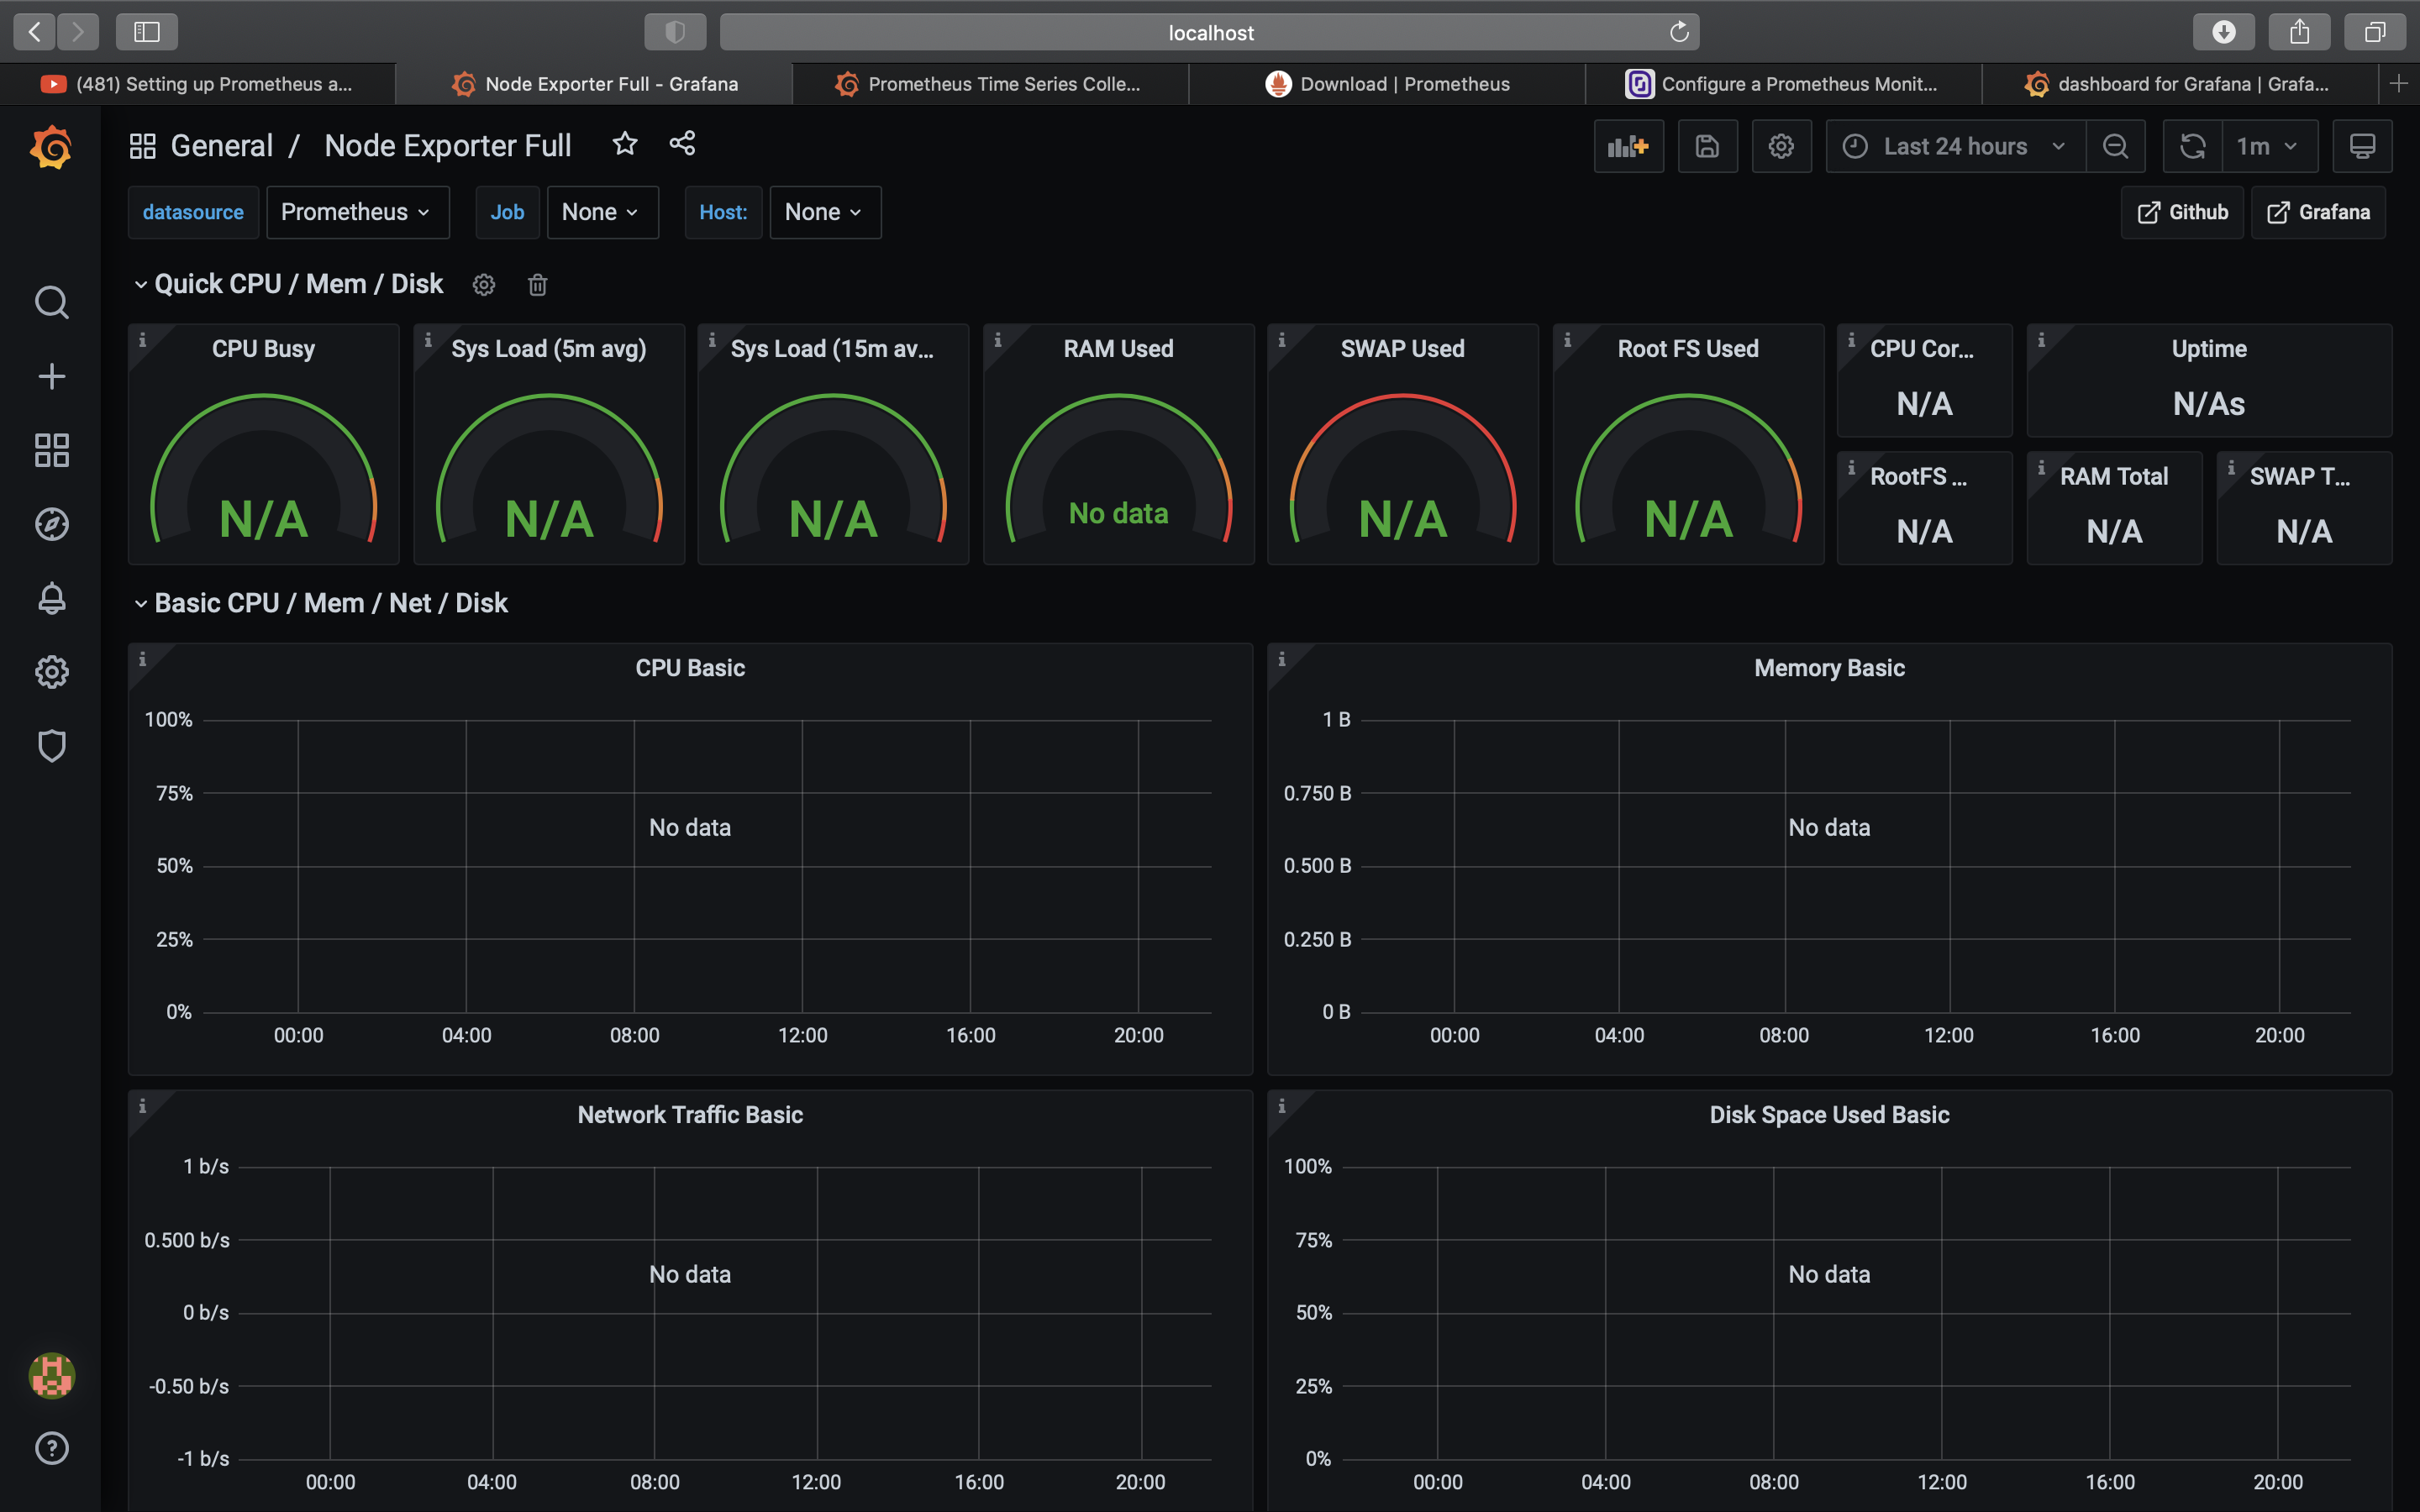 localhost
(481) Setting up Prometheus a...
Node Exporter Full - Grafana
Prometheus Time Series Colle...
Download | Prometheus
Configure a Prometheus Monit...
dashboard for Grafana | Grafa...
General / Node Exporter Full
Last 24 hours
1m
datasource Prometheus Job None Host: None
Github Grafana
Quick CPU / Mem / Disk
CPU Busy
N/A
Sys Load (5m avg)
N/A
Sys Load (15m av...
N/A
RAM Used
No data
SWAP Used
N/A
Root FS Used
N/A
CPU Cor...
N/A
Uptime
N/As
RootFS ...
N/A
RAM Total
N/A
SWAP T...
N/A
Basic CPU / Mem / Net / Disk
CPU Basic
100%
75%
No data
50%
25%
0%
00:00 04:00 08:00 12:00 16:00 20:00
Memory Basic
1 B
0.750 B
No data
0.500 B
0.250 B
0 B
00:00 04:00 08:00 12:00 16:00 20:00
Network Traffic Basic
1 b/s
0.500 b/s
No data
0 b/s
-0.50 b/s
-1 b/s
00:00 04:00 08:00 12:00 16:00 20:00
Disk Space Used Basic
100%
75%
No data
50%
25%
0%
00:00 04:00 08:00 12:00 16:00 20:00